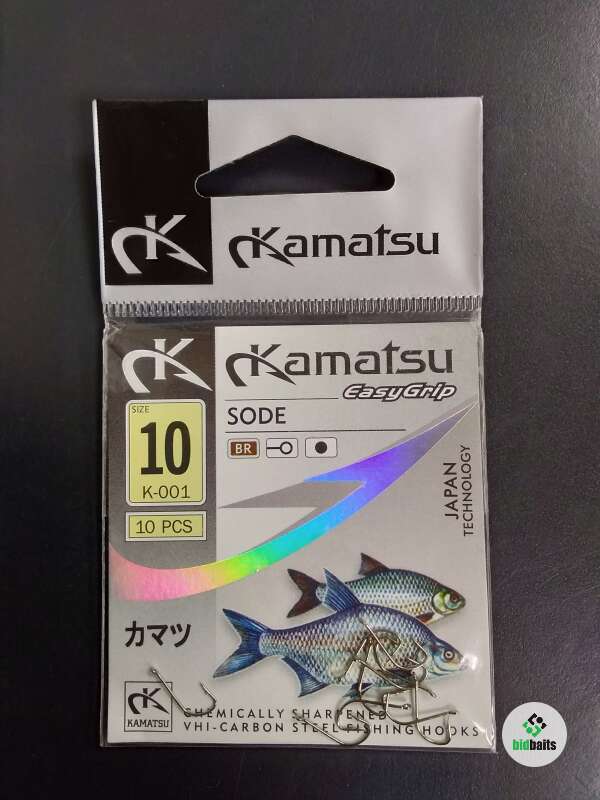 Kamatsu
Kamatsu
EasyGrip
SIZE
10
K-001
10 PCS
SODE
BR
JAPAN
TECHNOLOGY
カマツ
KAMATSU
CHEMICALLY SHARPENED
VHI-CARBON STEEL FISHING HOOKS
bidbaits